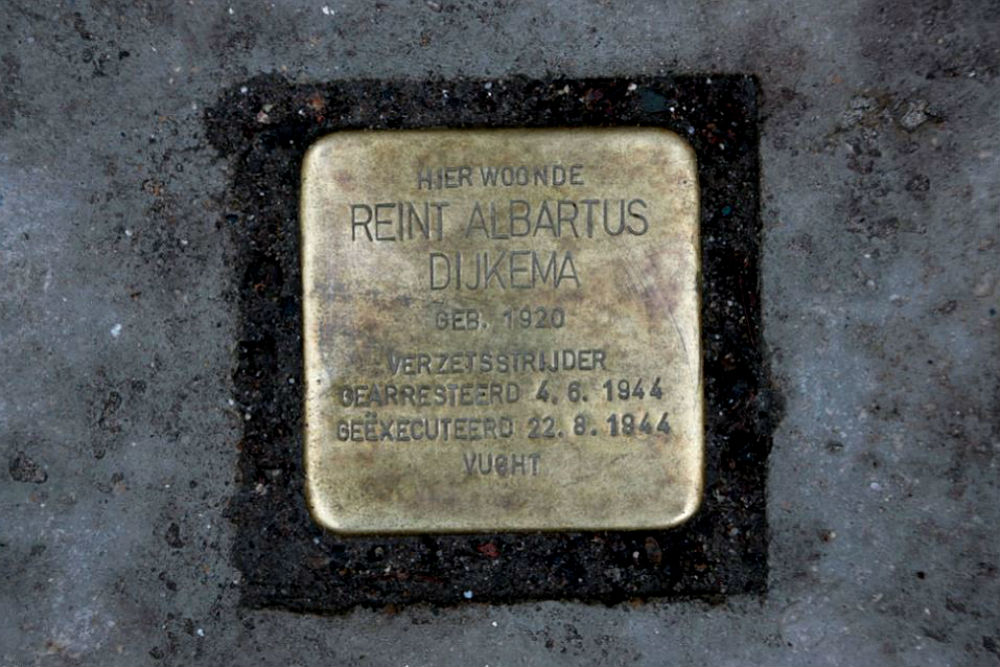 HIER WOONDE
REINT ALBARTUS
DIJKEMA
GEB. 1920
VERZETSSTRIJDER
GEARRESTEERD 4.6.1944
GEËXECUTEERD 22.8.1944
VUGHT